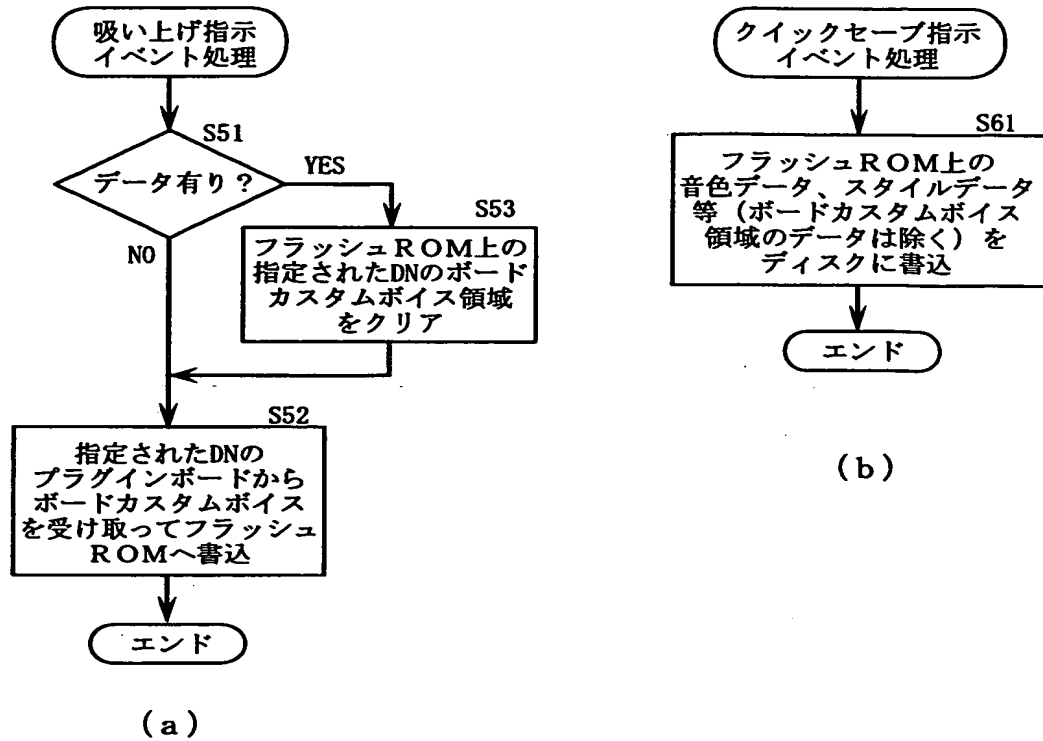 吸い上げ指示
イベント処理
S51
データ有り？
YES
NO
S53
フラッシュＲＯＭ上の
指定されたDNのボード
カスタムボイス領域
をクリア
S52
指定されたDNの
プラグインボードから
ボードカスタムボイス
を受け取ってフラッシュ
ＲＯＭへ書込
エンド
(a)
クイックセーブ指示
イベント処理
S61
フラッシュＲＯＭ上の
音色データ、スタイルデータ
等（ボードカスタムボイス
領域のデータは除く）を
ディスクに書込
エンド
(b)